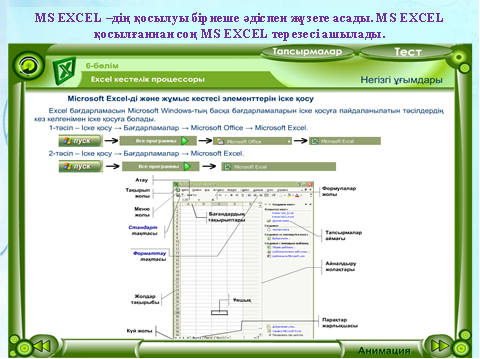 MS EXCEL –дің қосылуы бірнеше әдіспен жүзеге асады. MS EXCEL
қосылғаннан соң MS EXCEL терезесі ашылады.
Тапсырмалар
Тест
6-бөлім
Excel кестелік процессоры
Негізгі ұғымдары
Microsoft Excel-ді және жұмыс кестесі элементтерін іске қосу
Excel бағдарламасын Microsoft Windows-тың басқа бағдарламаларын іске қосуға пайдаланылатын тәсілдердің
кез келгенімен іске қосуға болады.
1-тәсіл – Іске қосу → Бағдарламалар → Microsoft Office → Microsoft Excel.
пуск → Все программы → Microsoft Office → Microsoft Excel
2-тәсіл – Іске қосу → Бағдарламалар → Microsoft Excel.
пуск → Все программы → Microsoft Excel
Атау
Тақырып
жолы
Меню
жолы
Стандарт
тақтасы
Форматтау
тақтасы
Жолдар
тақырыбы
Күй жолы
Бағандардың
тақырыптары
Ұяшық
Формулалар
жолы
Тапсырмалар
аймағы
Айналдыру
жолақтары
Парақтар
жарлықшасы
Анимация